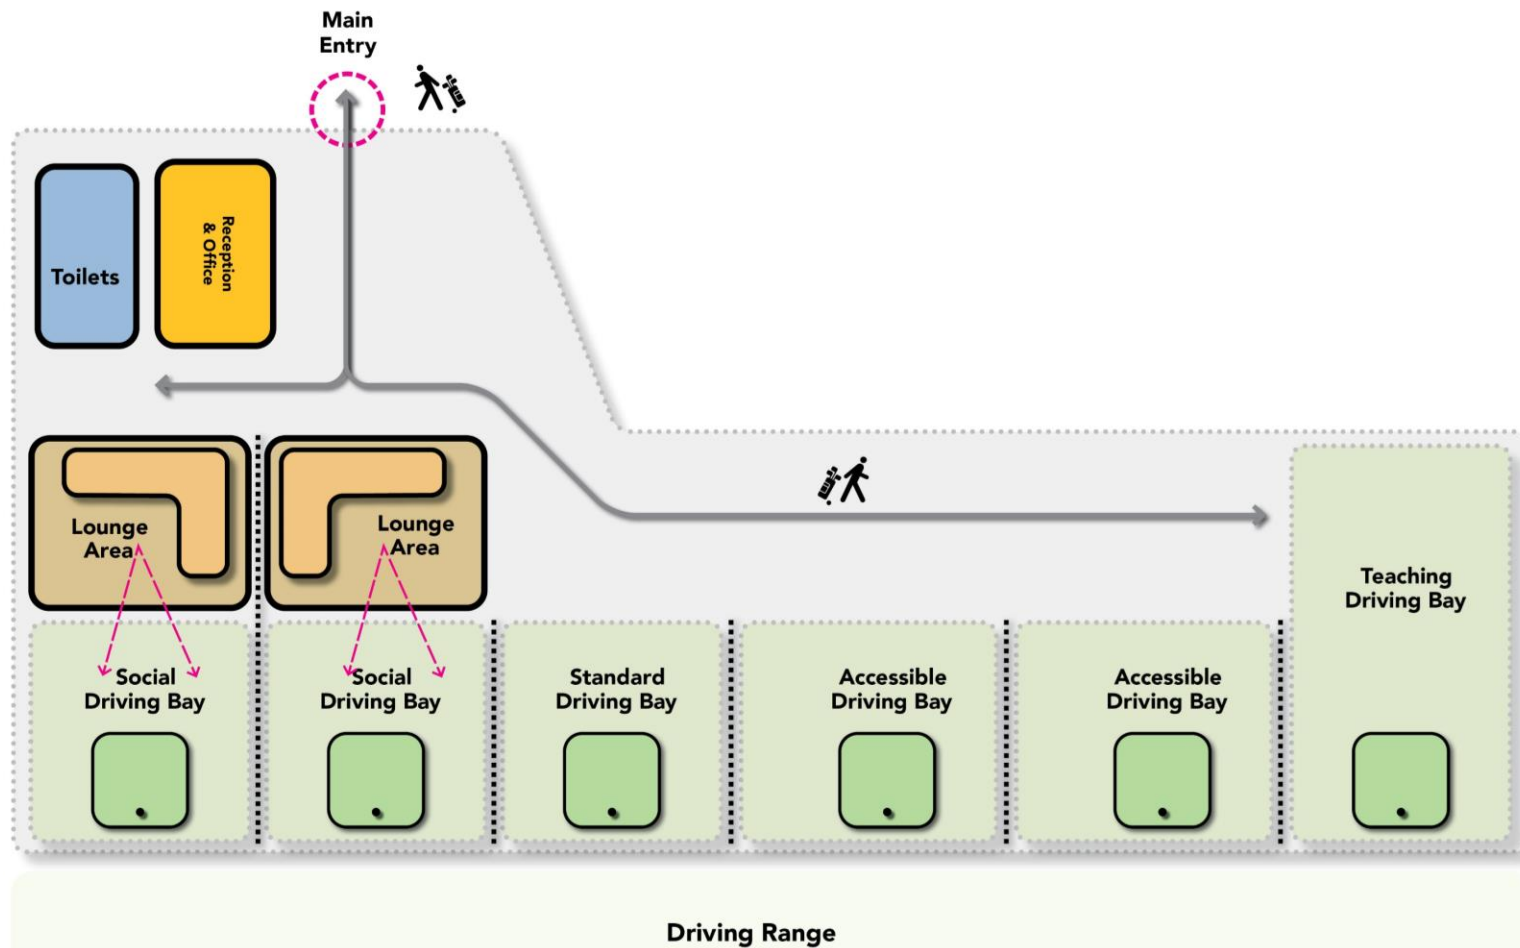 Main
Entry
Toilets
Reception
& Office
Lounge
Area
Lounge
Area
Teaching
Driving Bay
Social
Driving Bay
Social
Driving Bay
Standard
Driving Bay
Accessible
Driving Bay
Accessible
Driving Bay
Driving Range